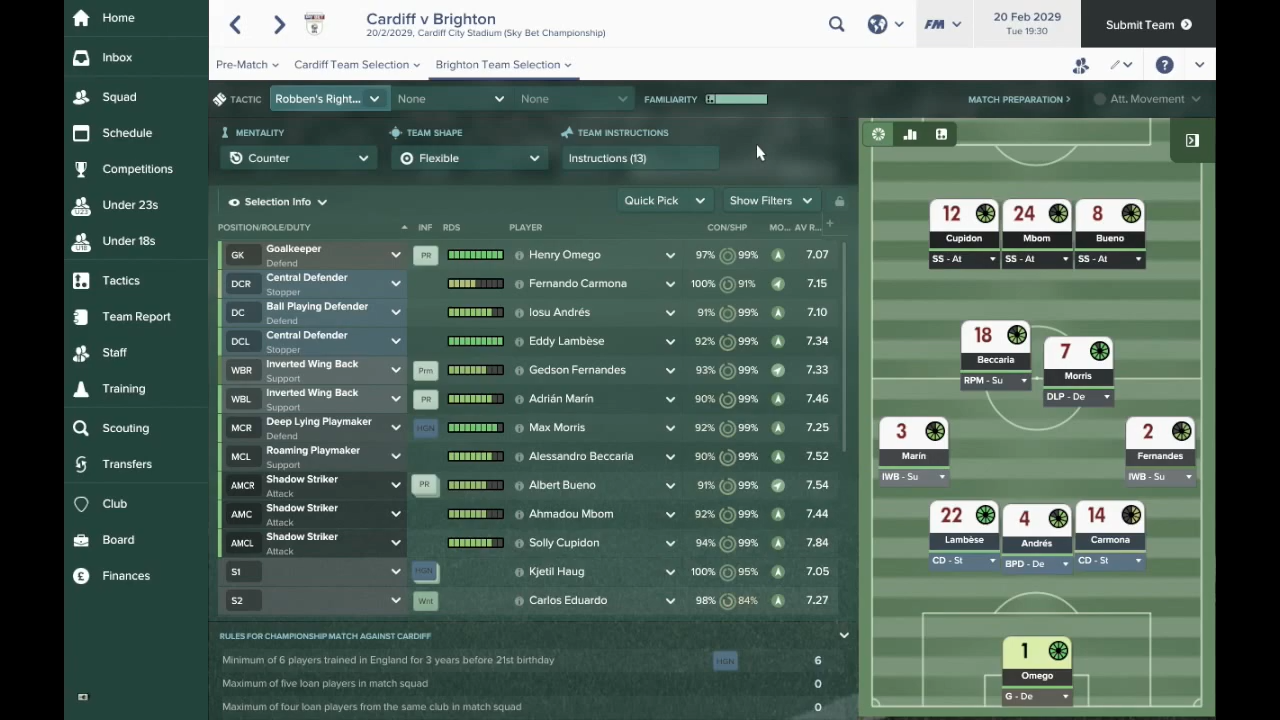 Home
Inbox
Squad
Schedule
Competitions
Under 23s
Under 18s
Tactics
Team Report
Staff
Training
Scouting
Transfers
Club
Board
Finances
Cardiff v Brighton
20/2/2029, Cardiff City Stadium (Sky Bet Championship)
FM
20 Feb 2029
Tue 19:30
Submit Team
Pre-Match
Cardiff Team Selection
Brighton Team Selection
TACTIC
Robben's Right...
None
None
FAMILIARITY
MATCH PREPARATION >
Att. Movement
MENTALITY
TEAM SHAPE
TEAM INSTRUCTIONS
Counter
Flexible
Instructions (13)
Selection Info
Quick Pick
Show Filters
POSITION/ROLE/DUTY INF RDS PLAYER CON/SHP MO... AV R...
GK Goalkeeper Defend PR Henry Omego 97% 99% 7.07
DCR Central Defender Stopper Fernando Carmona 100% 91% 7.15
DC Ball Playing Defender Defend Iosu Andrés 91% 99% 7.10
DCL Central Defender Stopper Eddy Lambèse 92% 99% 7.34
WBR Inverted Wing Back Support Prm Gedson Fernandes 93% 99% 7.33
WBL Inverted Wing Back Support PR Adrián Marín 90% 99% 7.46
MCR Deep Lying Playmaker Defend HGN Max Morris 92% 99% 7.25
MCL Roaming Playmaker Support Alessandro Beccaria 90% 99% 7.52
AMCR Shadow Striker Attack PR Albert Bueno 91% 99% 7.54
AMC Shadow Striker Attack Ahmadou Mbom 92% 99% 7.44
AMCL Shadow Striker Attack Solly Cupidon 94% 99% 7.84
S1 HGN Kjetil Haug 100% 95% 7.05
S2 Wnt Carlos Eduardo 98% 84% 7.27
RULES FOR CHAMPIONSHIP MATCH AGAINST CARDIFF
Minimum of 6 players trained in England for 3 years before 21st birthday HGN 6
Maximum of five loan players in match squad 0
Maximum of four loan players from the same club in match squad 0
12 24 8
Cupidon Mbom Bueno
SS - At SS - At SS - At
18
Beccaria
RPM - Su
7
Morris
DLP - De
3 2
Marín Fernandes
IWB - Su IWB - Su
22 4 14
Lambèse Andrés Carmona
CD - St BPD - De CD - St
1
Omego
G - De